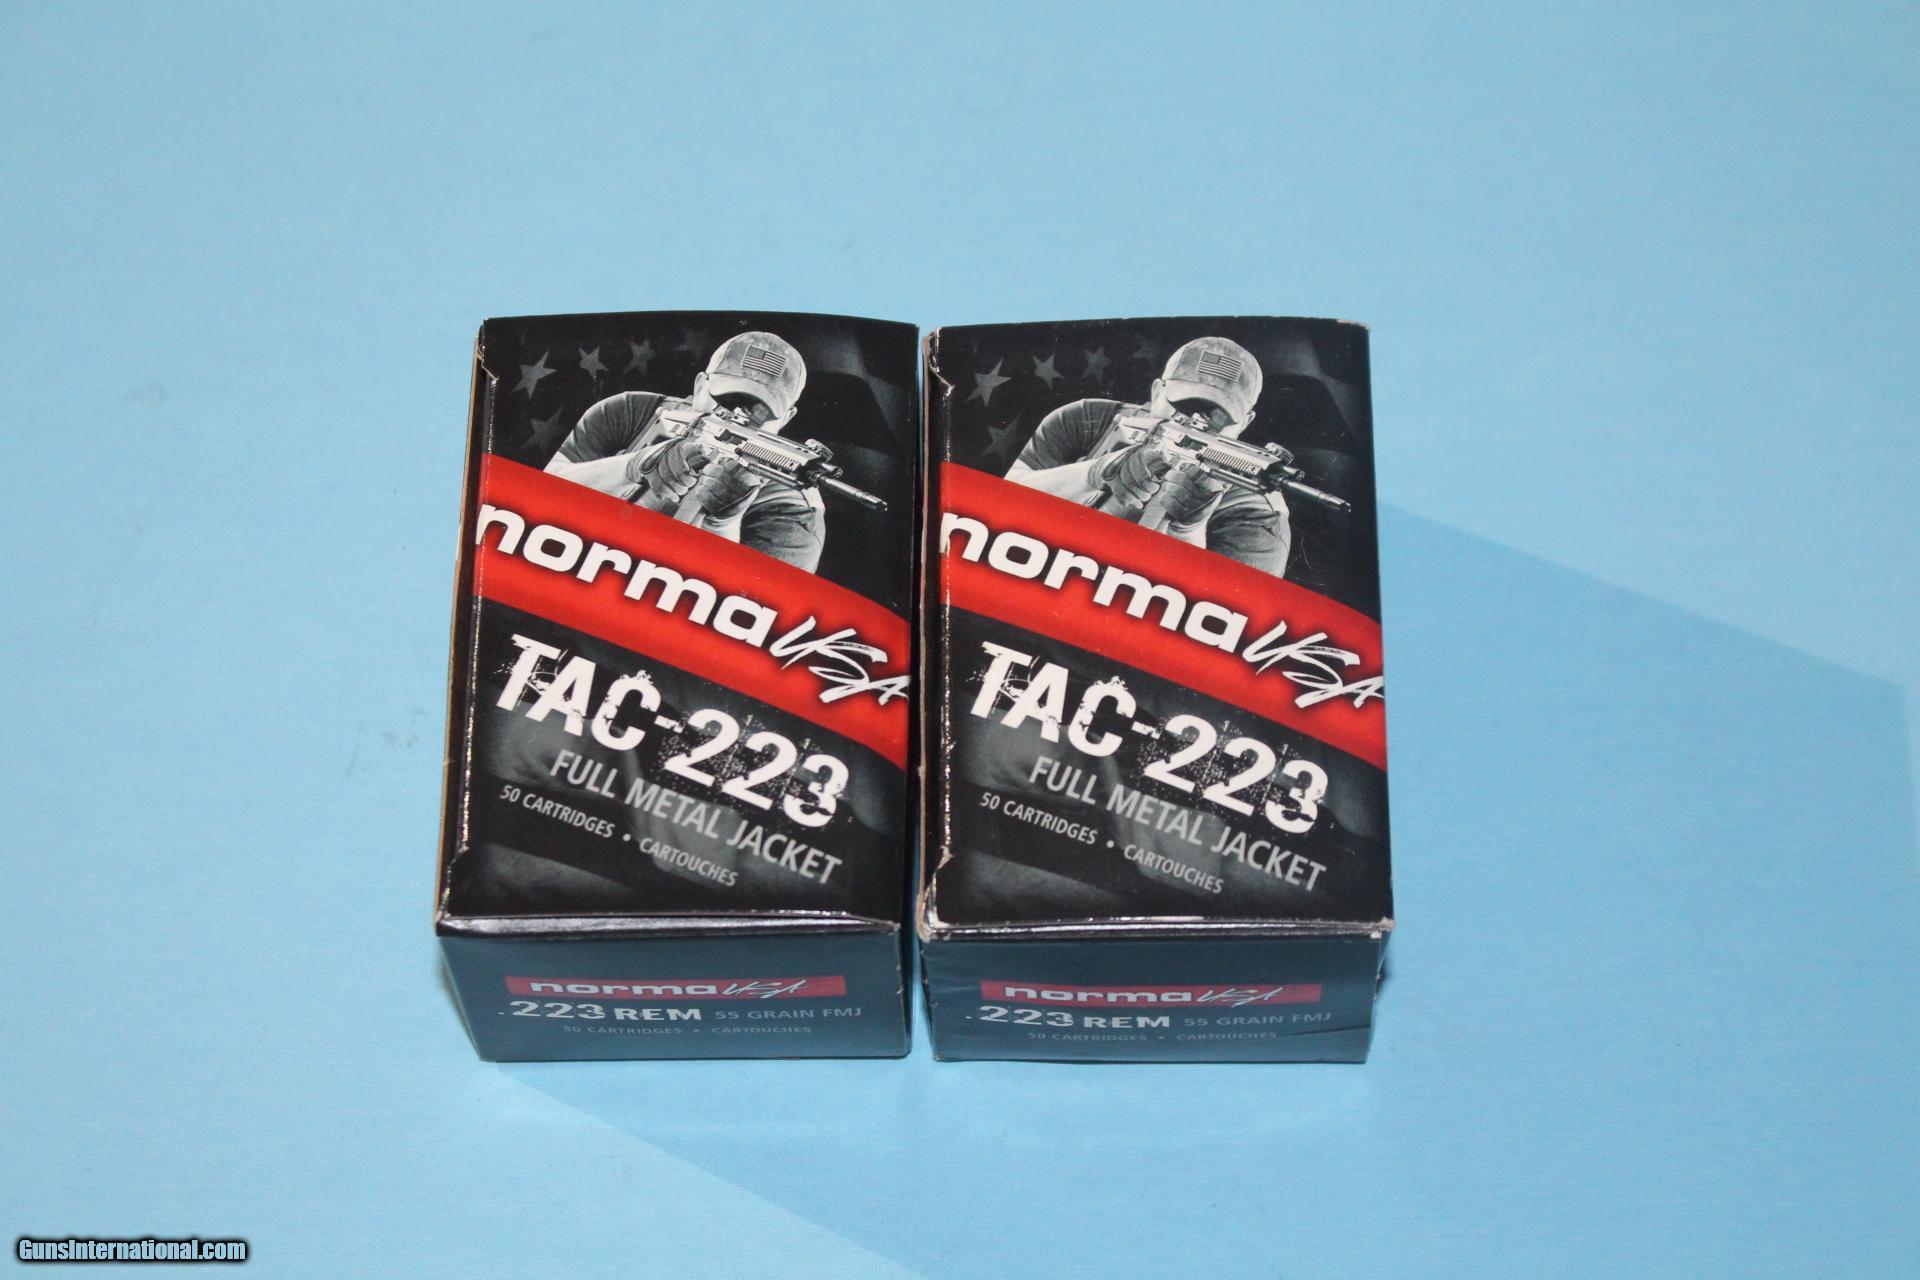 norma USA
TAC-223
FULL METAL JACKET
50 CARTRIDGES • CARTOUCHES
norma USA
.223 REM 55 GRAIN FMJ
50 CARTRIDGES • CARTOUCHES
norma USA
TAC-223
FULL METAL JACKET
50 CARTRIDGES • CARTOUCHES
norma USA
.223 REM 55 GRAIN FMJ
50 CARTRIDGES • CARTOUCHES
GunsInternational.com